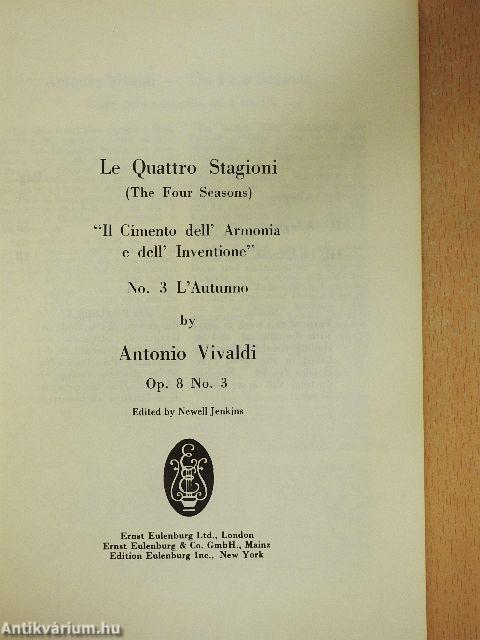 Le Quattro Stagioni
(The Four Seasons)
"Il Cimento dell' Armonia
e dell' Inventione"
No. 3 L'Autunno
by
Antonio Vivaldi
Op. 8 No. 3
Edited by Newell Jenkins
Ernst Eulenburg Ltd., London
Ernst Eulenburg & Co. GmbH., Mainz
Edition Eulenburg Inc., New York
Antikvárium.hu